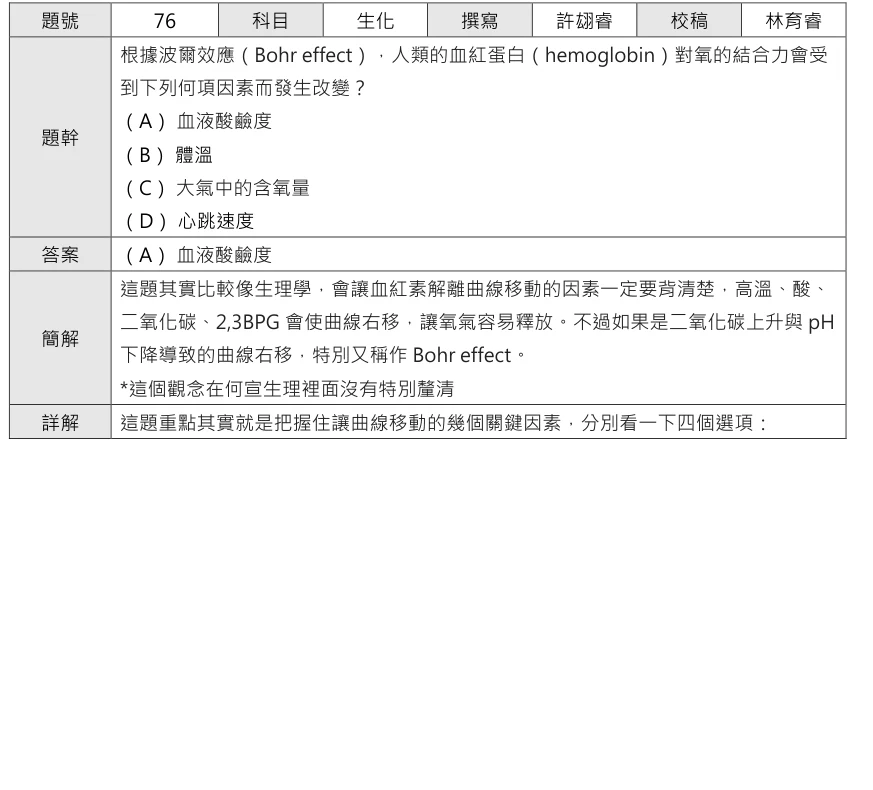 題號 76 科目 生化 撰寫 許翃睿 校稿 林育睿
題幹
根據波爾效應（Bohr effect），人類的血紅蛋白（hemoglobin）對氧的結合力會受
到下列何項因素而發生改變？
（A） 血液酸鹼度
（B） 體溫
（C） 大氣中的含氧量
（D） 心跳速度
答案 （A） 血液酸鹼度
簡解
這題其實比較像生理學，會讓血紅素解離曲線移動的因素一定要背清楚，高溫、酸、
二氧化碳、2,3BPG 會使曲線右移，讓氧氣容易釋放。不過如果是二氧化碳上升與 pH
下降導致的曲線右移，特別又稱作 Bohr effect。
*這個觀念在何宣生理裡面沒有特別釐清
詳解 這題重點其實就是把握住讓曲線移動的幾個關鍵因素，分別看一下四個選項：